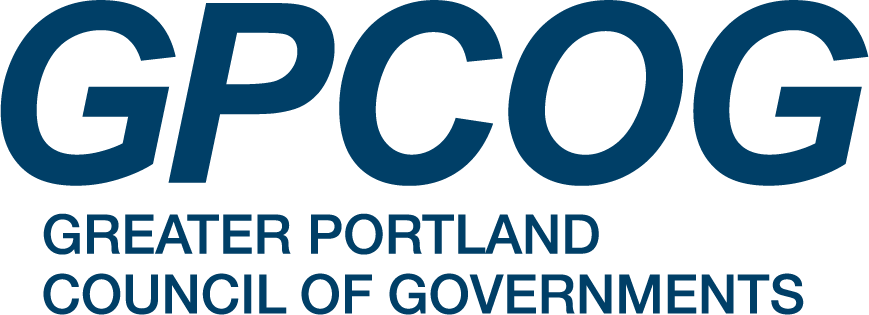 GPCOG
GREATER PORTLAND
COUNCIL OF GOVERNMENTS